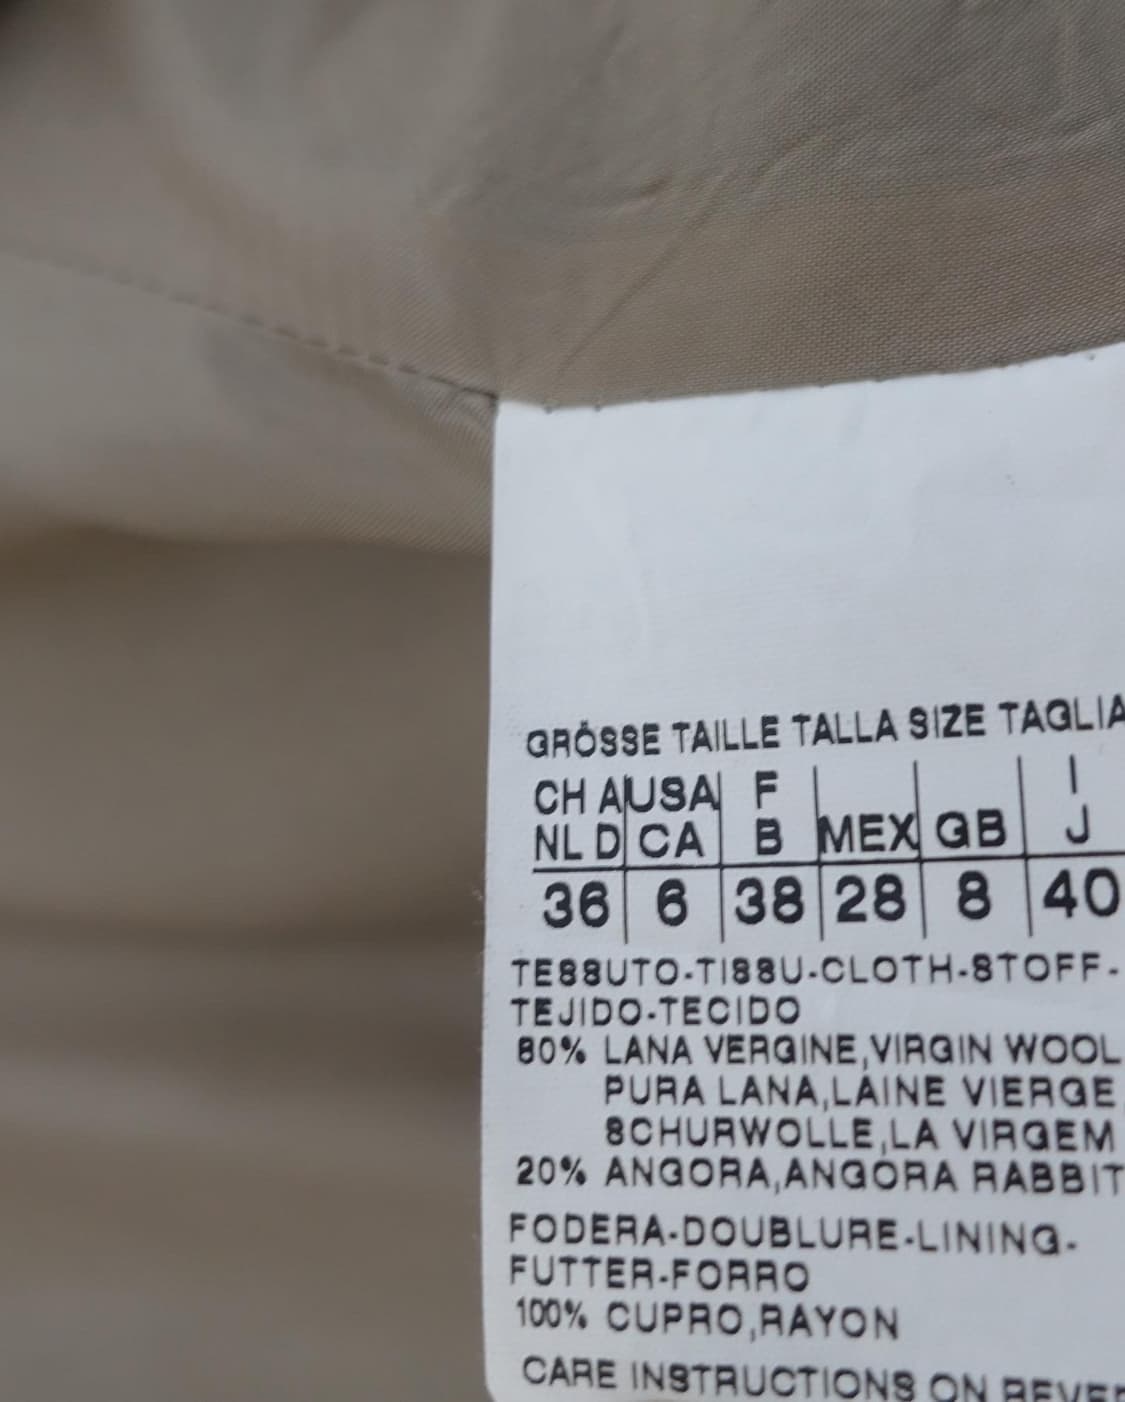 GRÖSSE TAILLE TALLA SIZE TAGLIA
CH A USA F I
NL D CA B MEX GB J
36 6 38 28 8 40
TESSUTO-TISSU-CLOTH-STOFF-
TEJIDO-TECIDO
80% LANA VERGINE,VIRGIN WOOL
PURA LANA,LAINE VIERGE
SCHURWOLLE,LA VIRGEM
20% ANGORA,ANGORA RABBIT
FODERA-DOUBLURE-LINING-
FUTTER-FORRO
100% CUPRO,RAYON
CARE INSTRUCTIONS ON